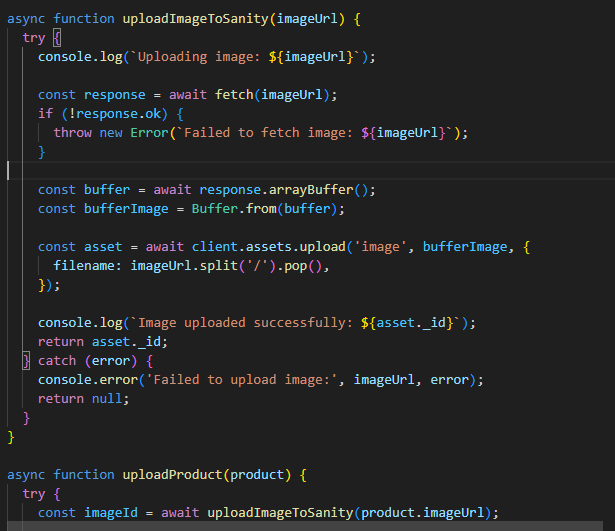 async function uploadImageToSanity(imageUrl) {
  try {
    console.log(`Uploading image: ${imageUrl}`);
    const response = await fetch(imageUrl);
    if (!response.ok) {
      throw new Error(`Failed to fetch image: ${imageUrl}`);
    }
    const buffer = await response.arrayBuffer();
    const bufferImage = Buffer.from(buffer);
    const asset = await client.assets.upload('image', bufferImage, {
      filename: imageUrl.split('/').pop(),
    });
    console.log(`Image uploaded successfully: ${asset._id}`);
    return asset._id;
  } catch (error) {
    console.error('Failed to upload image:', imageUrl, error);
    return null;
  }
}
async function uploadProduct(product) {
  try {
    const imageId = await uploadImageToSanity(product.imageUrl);